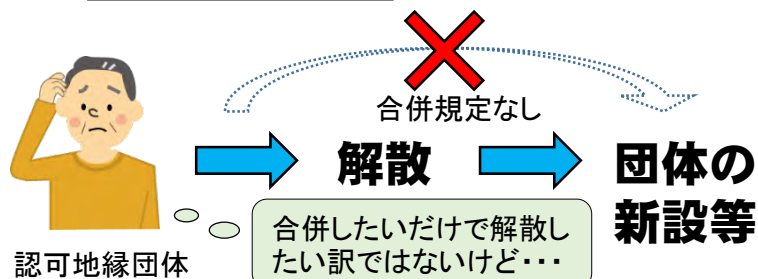 合併規定なし
解散
団体の
新設等
合併したいだけで解散し
たい訳ではないけど・・・
認可地縁団体